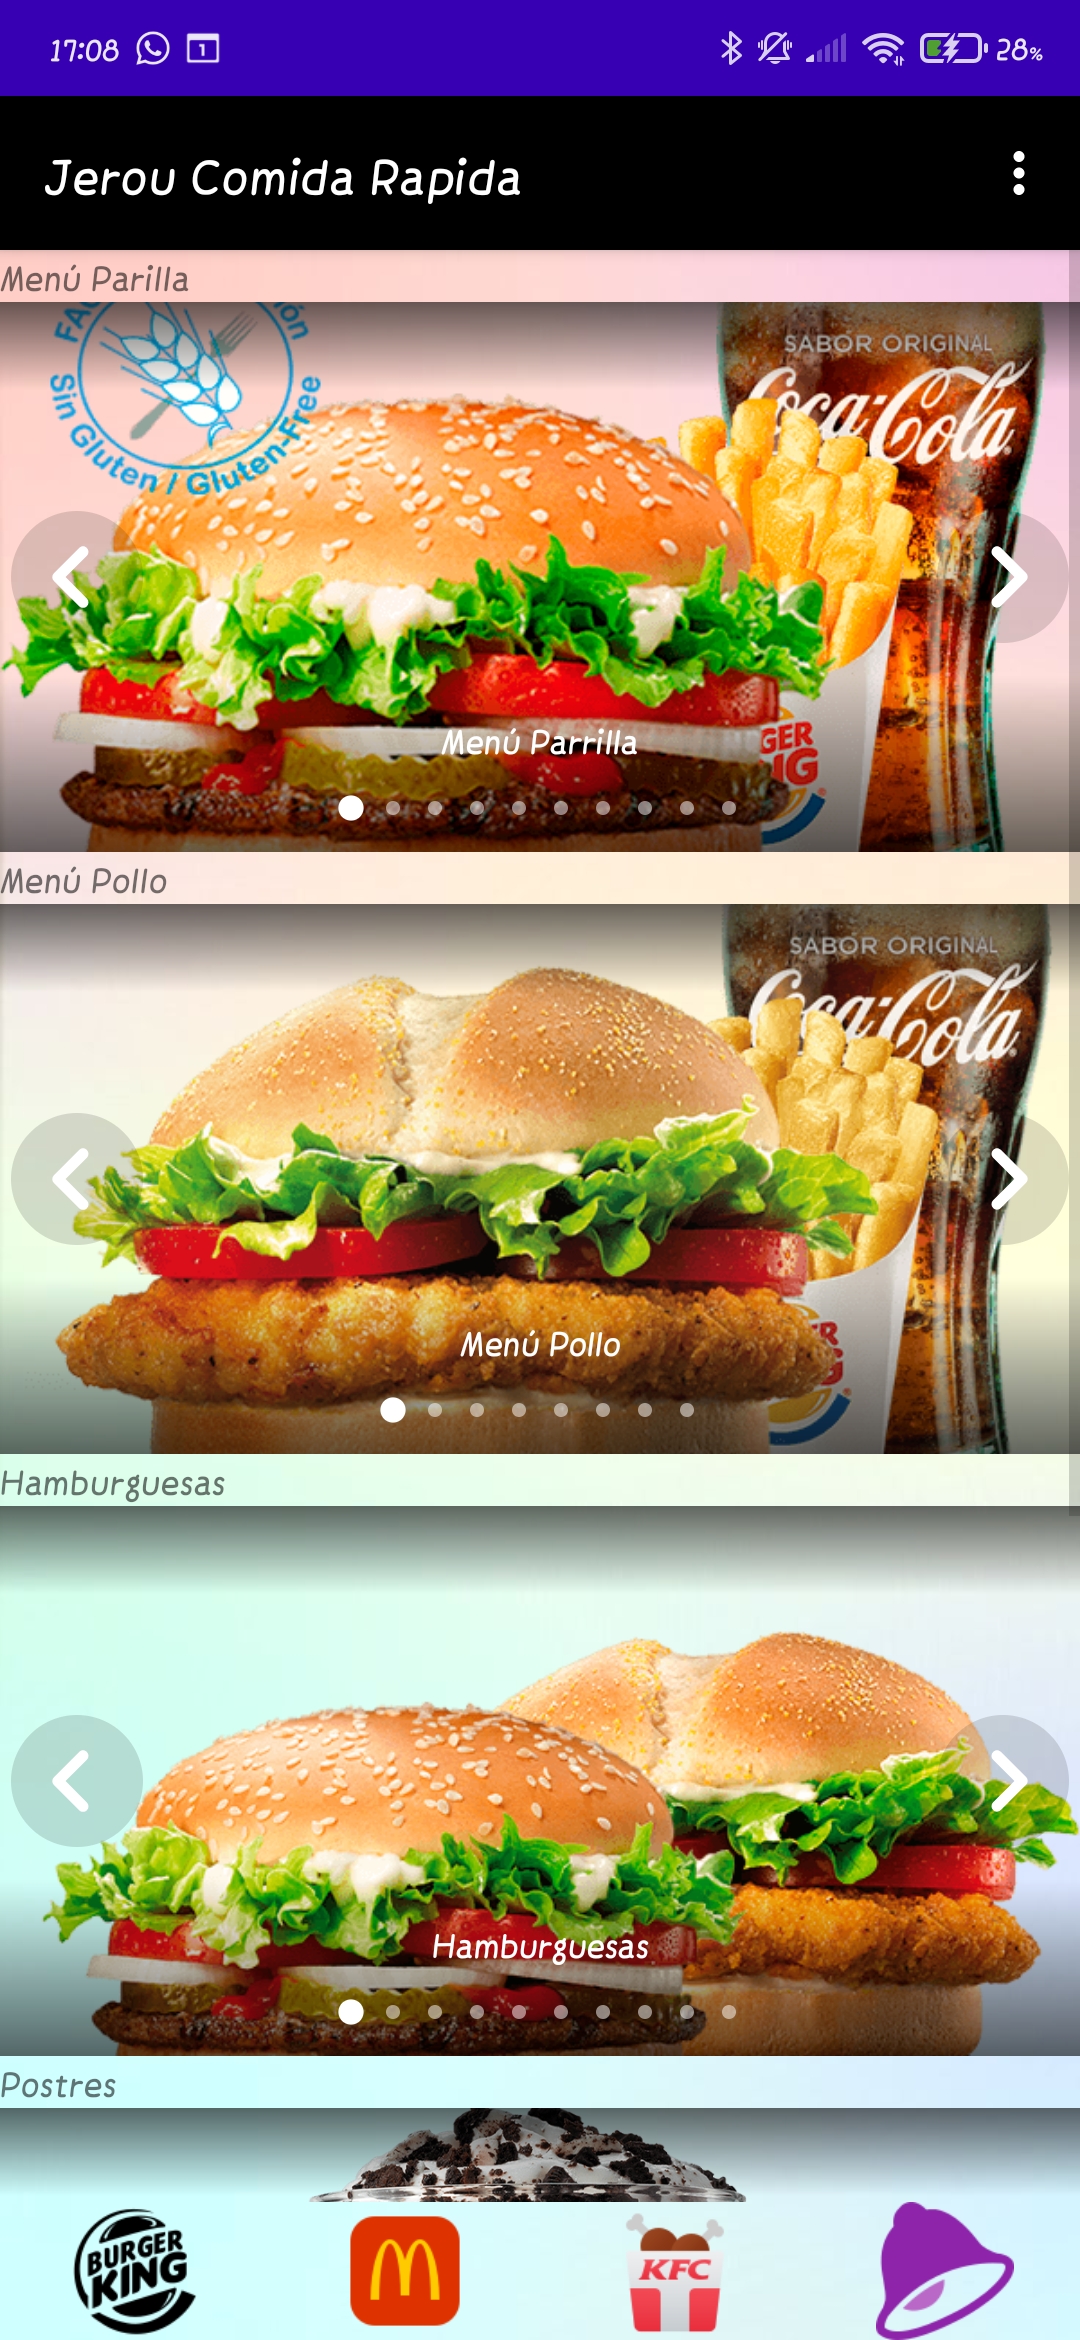 17:08
1
28%
Jerou Comida Rapida
Menú Parilla
Sin Gluten / Gluten-Free
SABOR ORIGINAL
Coca-Cola
Menú Parrilla
Menú Pollo
SABOR ORIGINAL
Coca-Cola
Menú Pollo
Hamburguesas
Hamburguesas
Postres
BURGER
KING
KFC